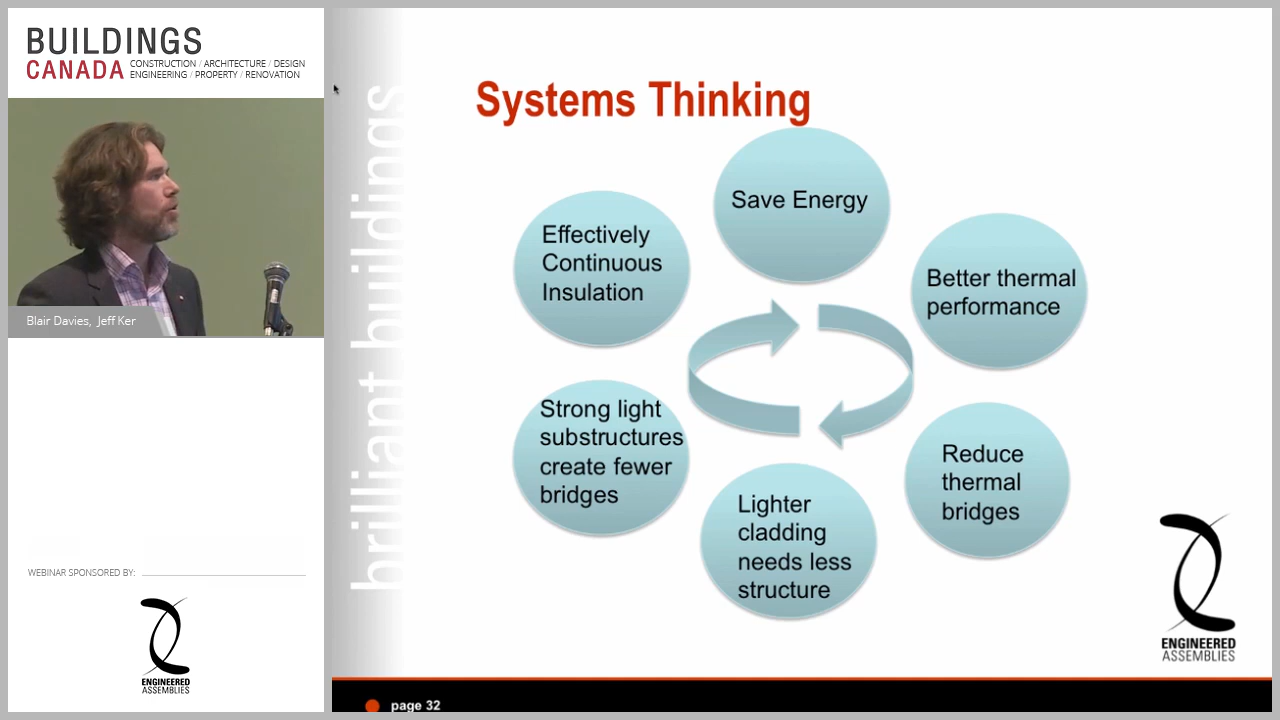 BUILDINGS
CANADA
CONSTRUCTION / ARCHITECTURE / DESIGN
ENGINEERING / PROPERTY / RENOVATION
Blair Davies, Jeff Ker
WEBINAR SPONSORED BY:
ENGINEERED
ASSEMBLIES
brilliant buildings
Systems Thinking
Save Energy
Better thermal
performance
Reduce
thermal
bridges
Lighter
cladding
needs less
structure
Strong light
substructures
create fewer
bridges
Effectively
Continuous
Insulation
ENGINEERED
ASSEMBLIES
page 32